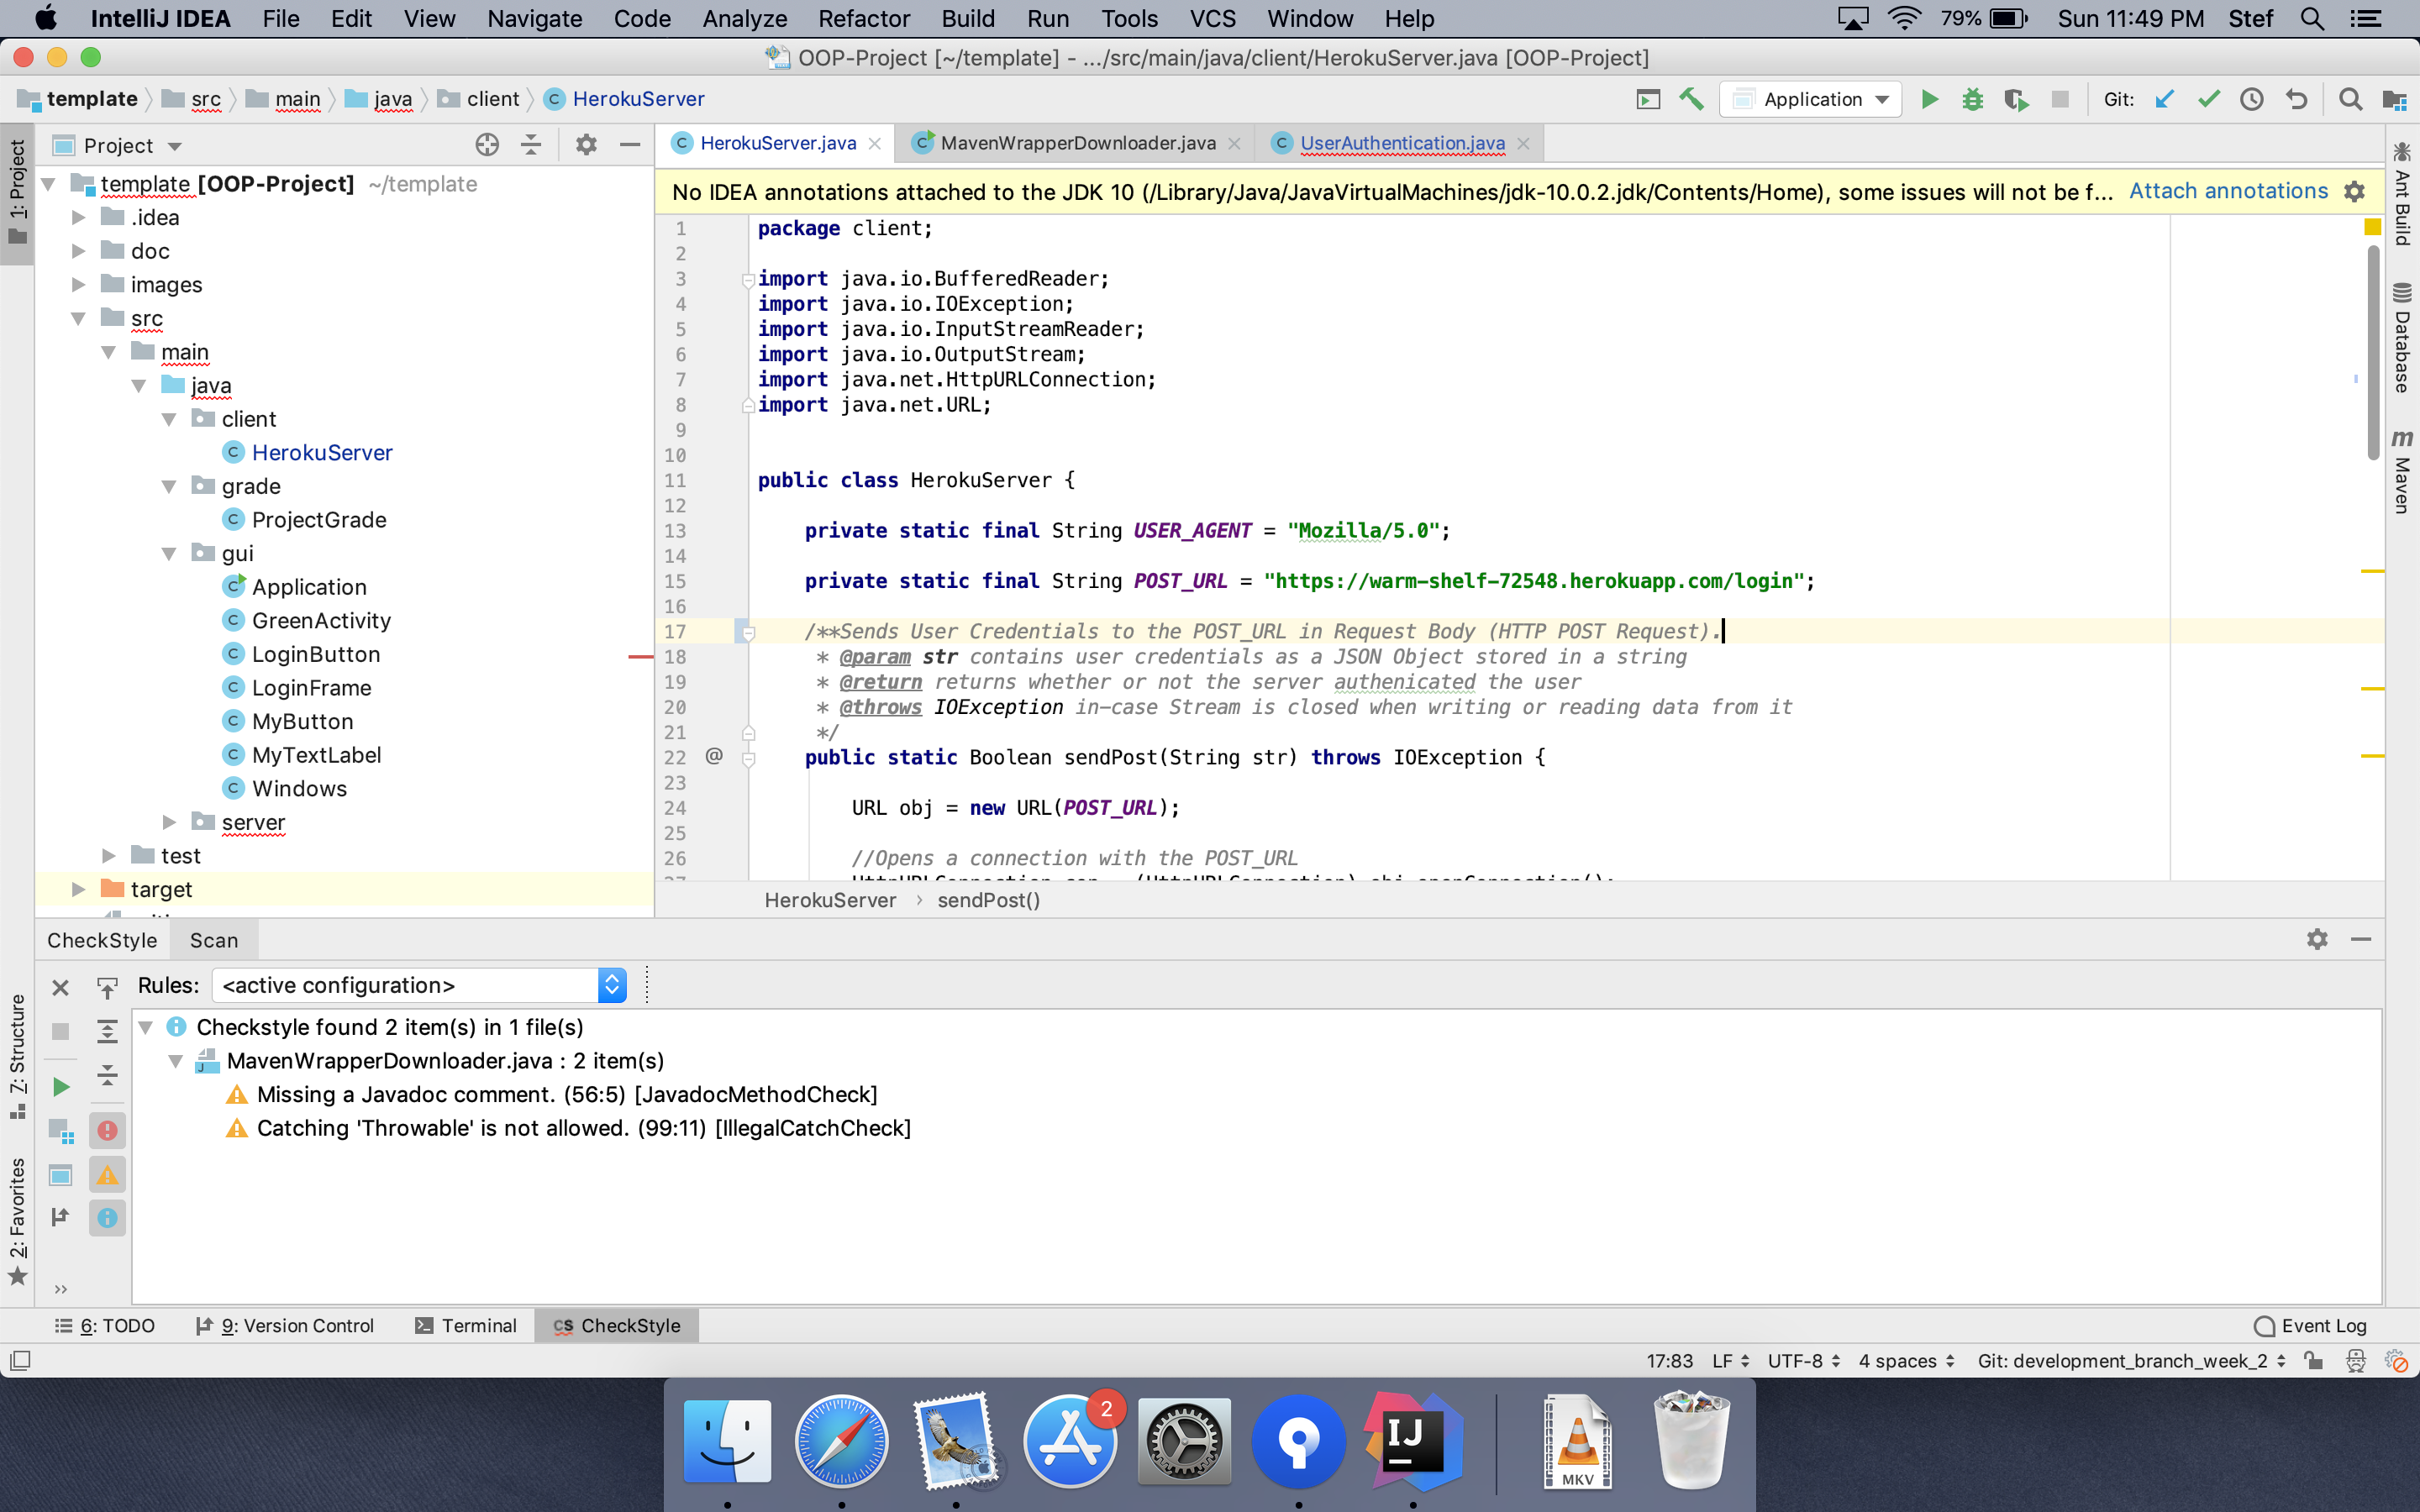 IntelliJ IDEA File Edit View Navigate Code Analyze Refactor Build Run Tools VCS Window Help 79% Sun 11:49 PM Stef
OOP-Project [~/template] - .../src/main/java/client/HerokuServer.java [OOP-Project]
template src main java client HerokuServer Application Git:
1: Project
Project
HerokuServer.java MavenWrapperDownloader.java UserAuthentication.java
No IDEA annotations attached to the JDK 10 (/Library/Java/JavaVirtualMachines/jdk-10.0.2.jdk/Contents/Home), some issues will not be f... Attach annotations
template [OOP-Project] ~/template
.idea
doc
images
src
main
java
client
HerokuServer
grade
ProjectGrade
gui
Application
GreenActivity
LoginButton
LoginFrame
MyButton
MyTextLabel
Windows
server
test
target
1 package client;
2
3 import java.io.BufferedReader;
4 import java.io.IOException;
5 import java.io.InputStreamReader;
6 import java.io.OutputStream;
7 import java.net.HttpURLConnection;
8 import java.net.URL;
9
10
11 public class HerokuServer {
12
13 private static final String USER_AGENT = "Mozilla/5.0";
14
15 private static final String POST_URL = "https://warm-shelf-72548.herokuapp.com/login";
16
17 /**Sends User Credentials to the POST_URL in Request Body (HTTP POST Request).
18 * @param str contains user credentials as a JSON Object stored in a string
19 * @return returns whether or not the server authenicated the user
20 * @throws IOException in-case Stream is closed when writing or reading data from it
21 */
22 @ public static Boolean sendPost(String str) throws IOException {
23
24 URL obj = new URL(POST_URL);
25
26 //Opens a connection with the POST_URL
HerokuServer › sendPost()
Ant Build
Database
m Maven
CheckStyle Scan
Rules: <active configuration>
Checkstyle found 2 item(s) in 1 file(s)
MavenWrapperDownloader.java : 2 item(s)
Missing a Javadoc comment. (56:5) [JavadocMethodCheck]
Catching 'Throwable' is not allowed. (99:11) [IllegalCatchCheck]
7: Structure
2: Favorites
6: TODO 9: Version Control Terminal CS CheckStyle Event Log
17:83 LF UTF-8 4 spaces Git: development_branch_week_2
2
IJ
MKV